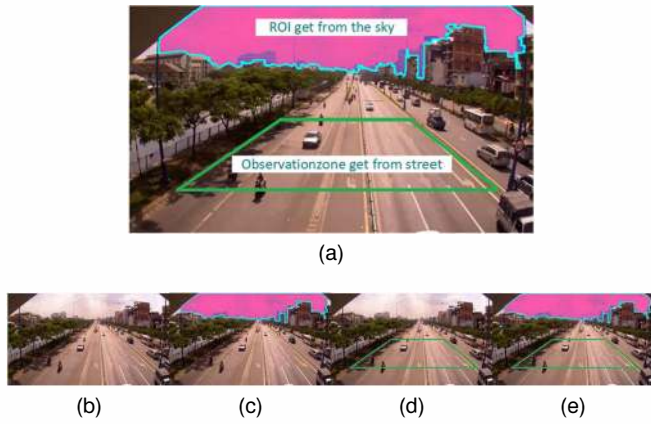 ROI get from the sky
Observationzone get from street
(a)
(b) (c) (d) (e)